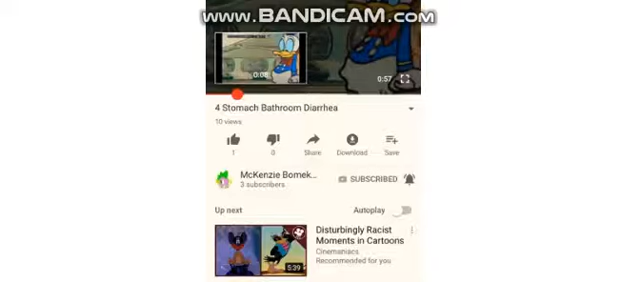 www.BANDICAM.com
0:08
0:57
4 Stomach Bathroom Diarrhea
10 views
1
0
Share
Download
Save
McKenzie Bomek...
3 subscribers
SUBSCRIBED
Up next
Autoplay
Disturbingly Racist
Moments in Cartoons
Cinemaniacs
Recommended for you
5:39